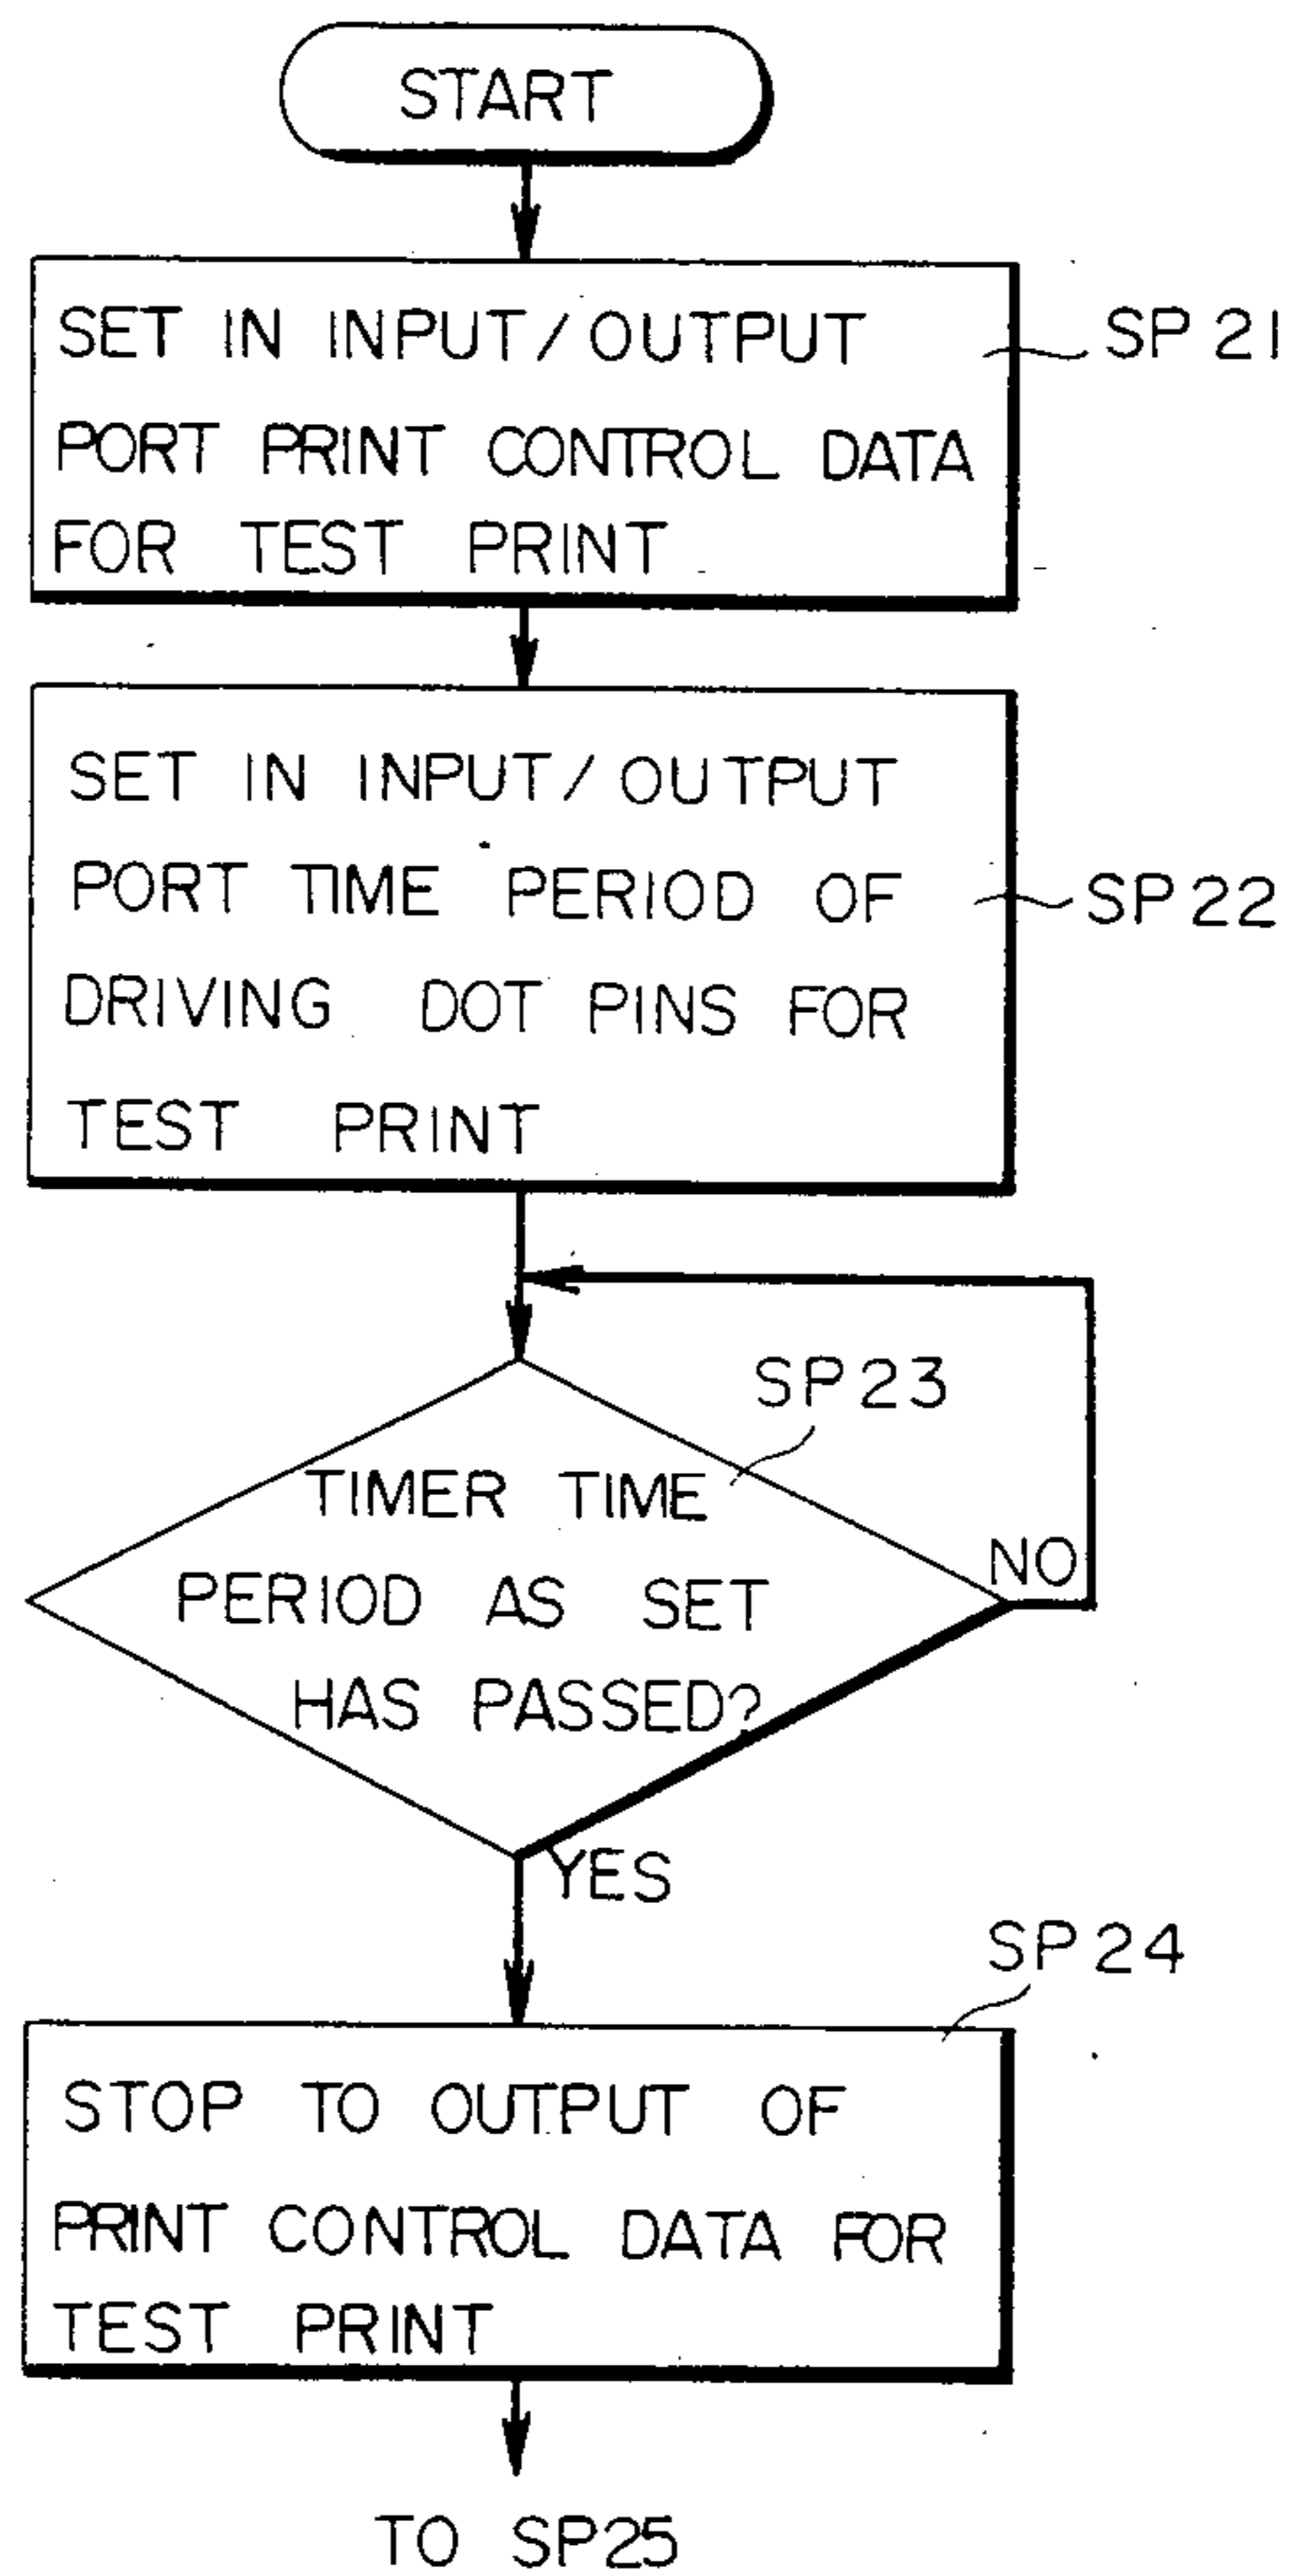 START
SET IN INPUT/OUTPUT
PORT PRINT CONTROL DATA
FOR TEST PRINT
SP21
SET IN INPUT/OUTPUT
PORT TIME PERIOD OF
DRIVING DOT PINS FOR
TEST PRINT
SP22
SP23
TIMER TIME
PERIOD AS SET
HAS PASSED?
NO
YES
SP24
STOP TO OUTPUT OF
PRINT CONTROL DATA FOR
TEST PRINT
TO SP25